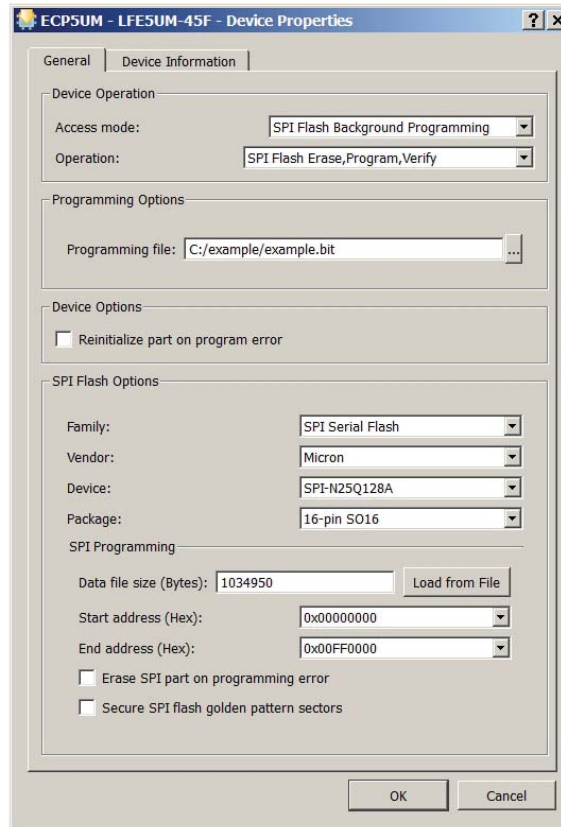 ECP5UM - LFE5UM-45F - Device Properties
General Device Information
Device Operation
Access mode: SPI Flash Background Programming
Operation: SPI Flash Erase,Program,Verify
Programming Options
Programming file: C:/example/example.bit ...
Device Options
Reinitialize part on program error
SPI Flash Options
Family: SPI Serial Flash
Vendor: Micron
Device: SPI-N25Q128A
Package: 16-pin SO16
SPI Programming
Data file size (Bytes): 1034950 Load from File
Start address (Hex): 0x00000000
End address (Hex): 0x00FF0000
Erase SPI part on programming error
Secure SPI flash golden pattern sectors
OK Cancel